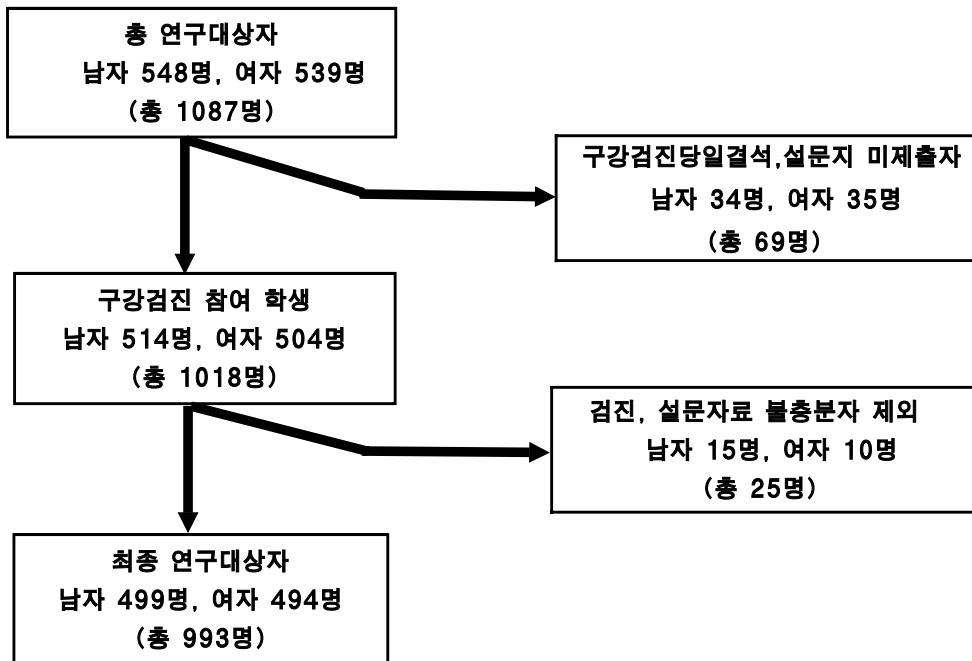 총 연구대상자
남자 548명, 여자 539명
(총 1087명)
구강검진당일결석,설문지 미제출자
남자 34명, 여자 35명
(총 69명)
구강검진 참여 학생
남자 514명, 여자 504명
(총 1018명)
검진, 설문자료 불충분자 제외
남자 15명, 여자 10명
(총 25명)
최종 연구대상자
남자 499명, 여자 494명
(총 993명)